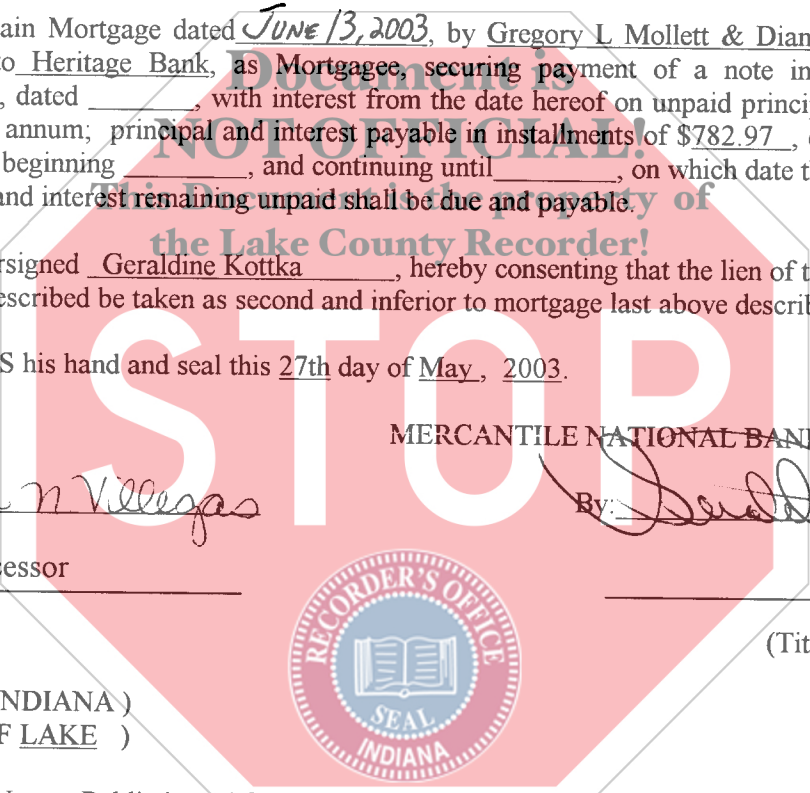 ain Mortgage dated JUNE 13, 2003, by Gregory L Mollett & Dian
to Heritage Bank, as Mortgagee, securing payment of a note in
, dated ________, with interest from the date hereof on unpaid princi
annum; principal and interest payable in installments of $782.97 ,
beginning _________, and continuing until_________, on which date t
and interest remaining unpaid shall be due and payable.
Document is
NOT OFFICIAL!
This Document is the property of
the Lake County Recorder!
rsigned Geraldine Kottka , hereby consenting that the lien of t
escribed be taken as second and inferior to mortgage last above describ
S his hand and seal this 27th day of May , 2003.
STOP
MERCANTILE NATIONAL BANK
N Villegas
By:
cessor
(Tit
RECORDER'S OFFICE
SEAL
INDIANA
NDIANA )
F LAKE )